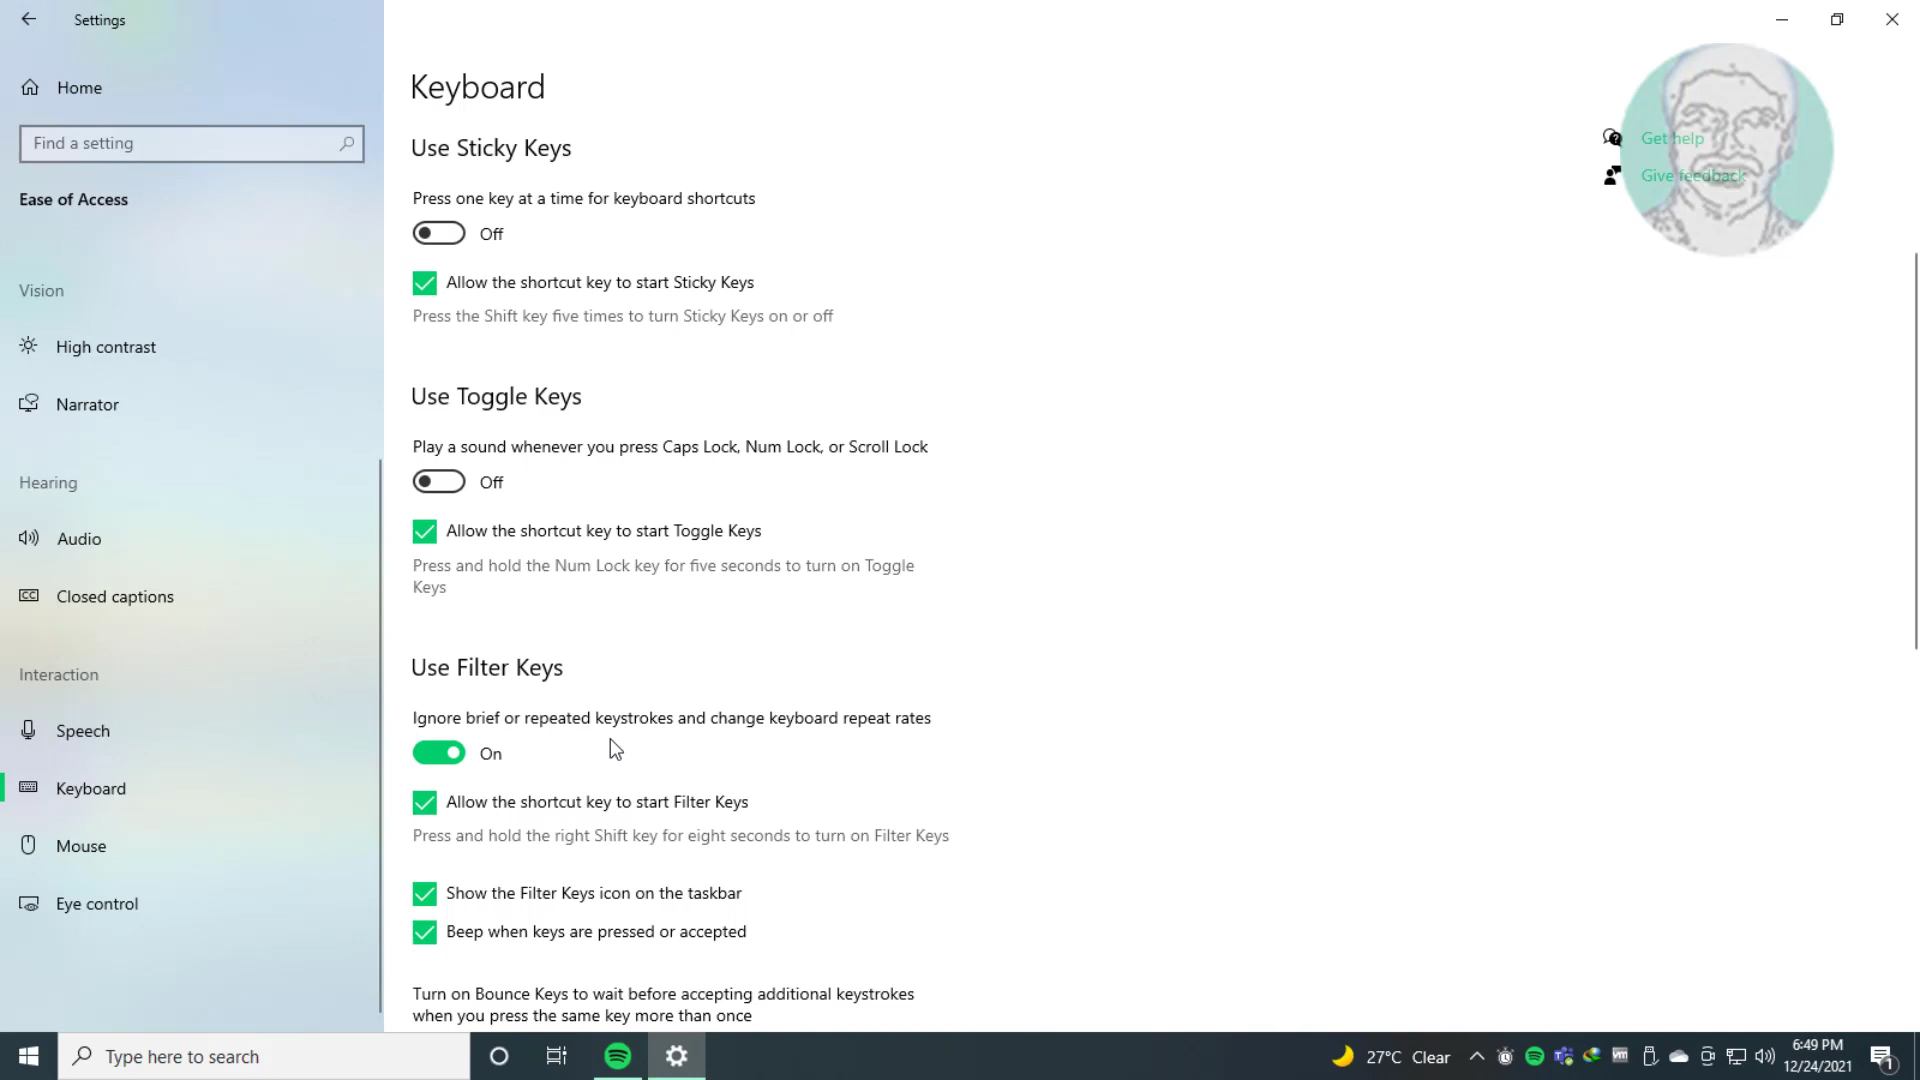 Settings
Home
Find a setting
Ease of Access
Vision
High contrast
Narrator
Hearing
Audio
CC Closed captions
Interaction
Speech
Keyboard
Mouse
Eye control
Keyboard
Use Sticky Keys
Press one key at a time for keyboard shortcuts
Off
Allow the shortcut key to start Sticky Keys
Press the Shift key five times to turn Sticky Keys on or off
Use Toggle Keys
Play a sound whenever you press Caps Lock, Num Lock, or Scroll Lock
Off
Allow the shortcut key to start Toggle Keys
Press and hold the Num Lock key for five seconds to turn on Toggle
Keys
Use Filter Keys
Ignore brief or repeated keystrokes and change keyboard repeat rates
On
Allow the shortcut key to start Filter Keys
Press and hold the right Shift key for eight seconds to turn on Filter Keys
Show the Filter Keys icon on the taskbar
Beep when keys are pressed or accepted
Turn on Bounce Keys to wait before accepting additional keystrokes
when you press the same key more than once
Get help
Give feedback
Type here to search
27°C Clear
6:49 PM
12/24/2021
1